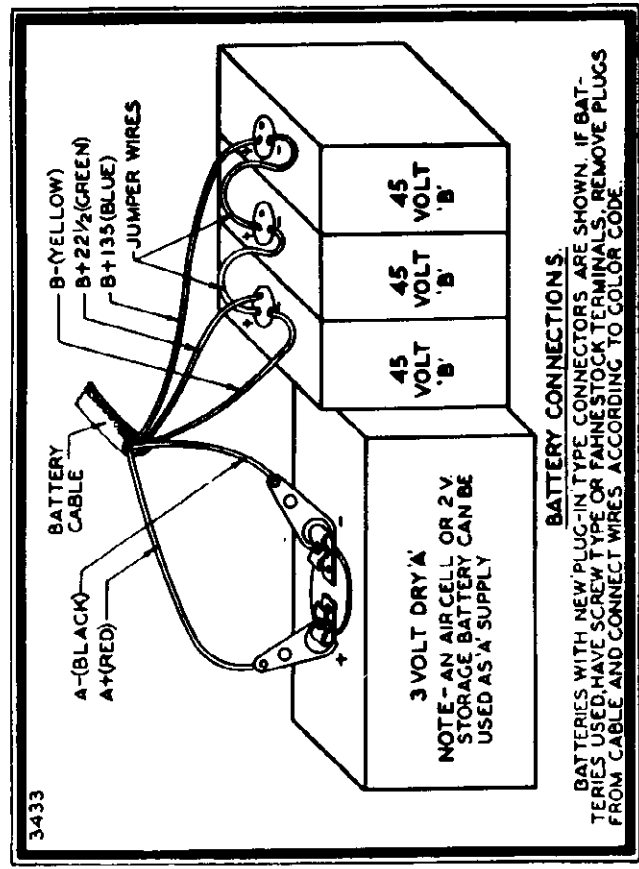 3433
BATTERY
CABLE
B-(YELLOW)
B+22½(GREEN)
B+135(BLUE)
JUMPER WIRES
A-(BLACK)
A+(RED)
+
-
+
-
+
-
+
-
45
VOLT
'B'
45
VOLT
'B'
45
VOLT
'B'
3 VOLT DRY 'A'
NOTE-AN AIR CELL OR 2 V.
STORAGE BATTERY CAN BE
USED AS 'A' SUPPLY
BATTERY CONNECTIONS.
BATTERIES WITH NEW PLUG-IN TYPE CONNECTORS ARE SHOWN. IF BAT-
TERIES USED, HAVE SCREW TYPE OR FAHNESTOCK TERMINALS, REMOVE PLUGS
FROM CABLE AND CONNECT WIRES ACCORDING TO COLOR CODE.